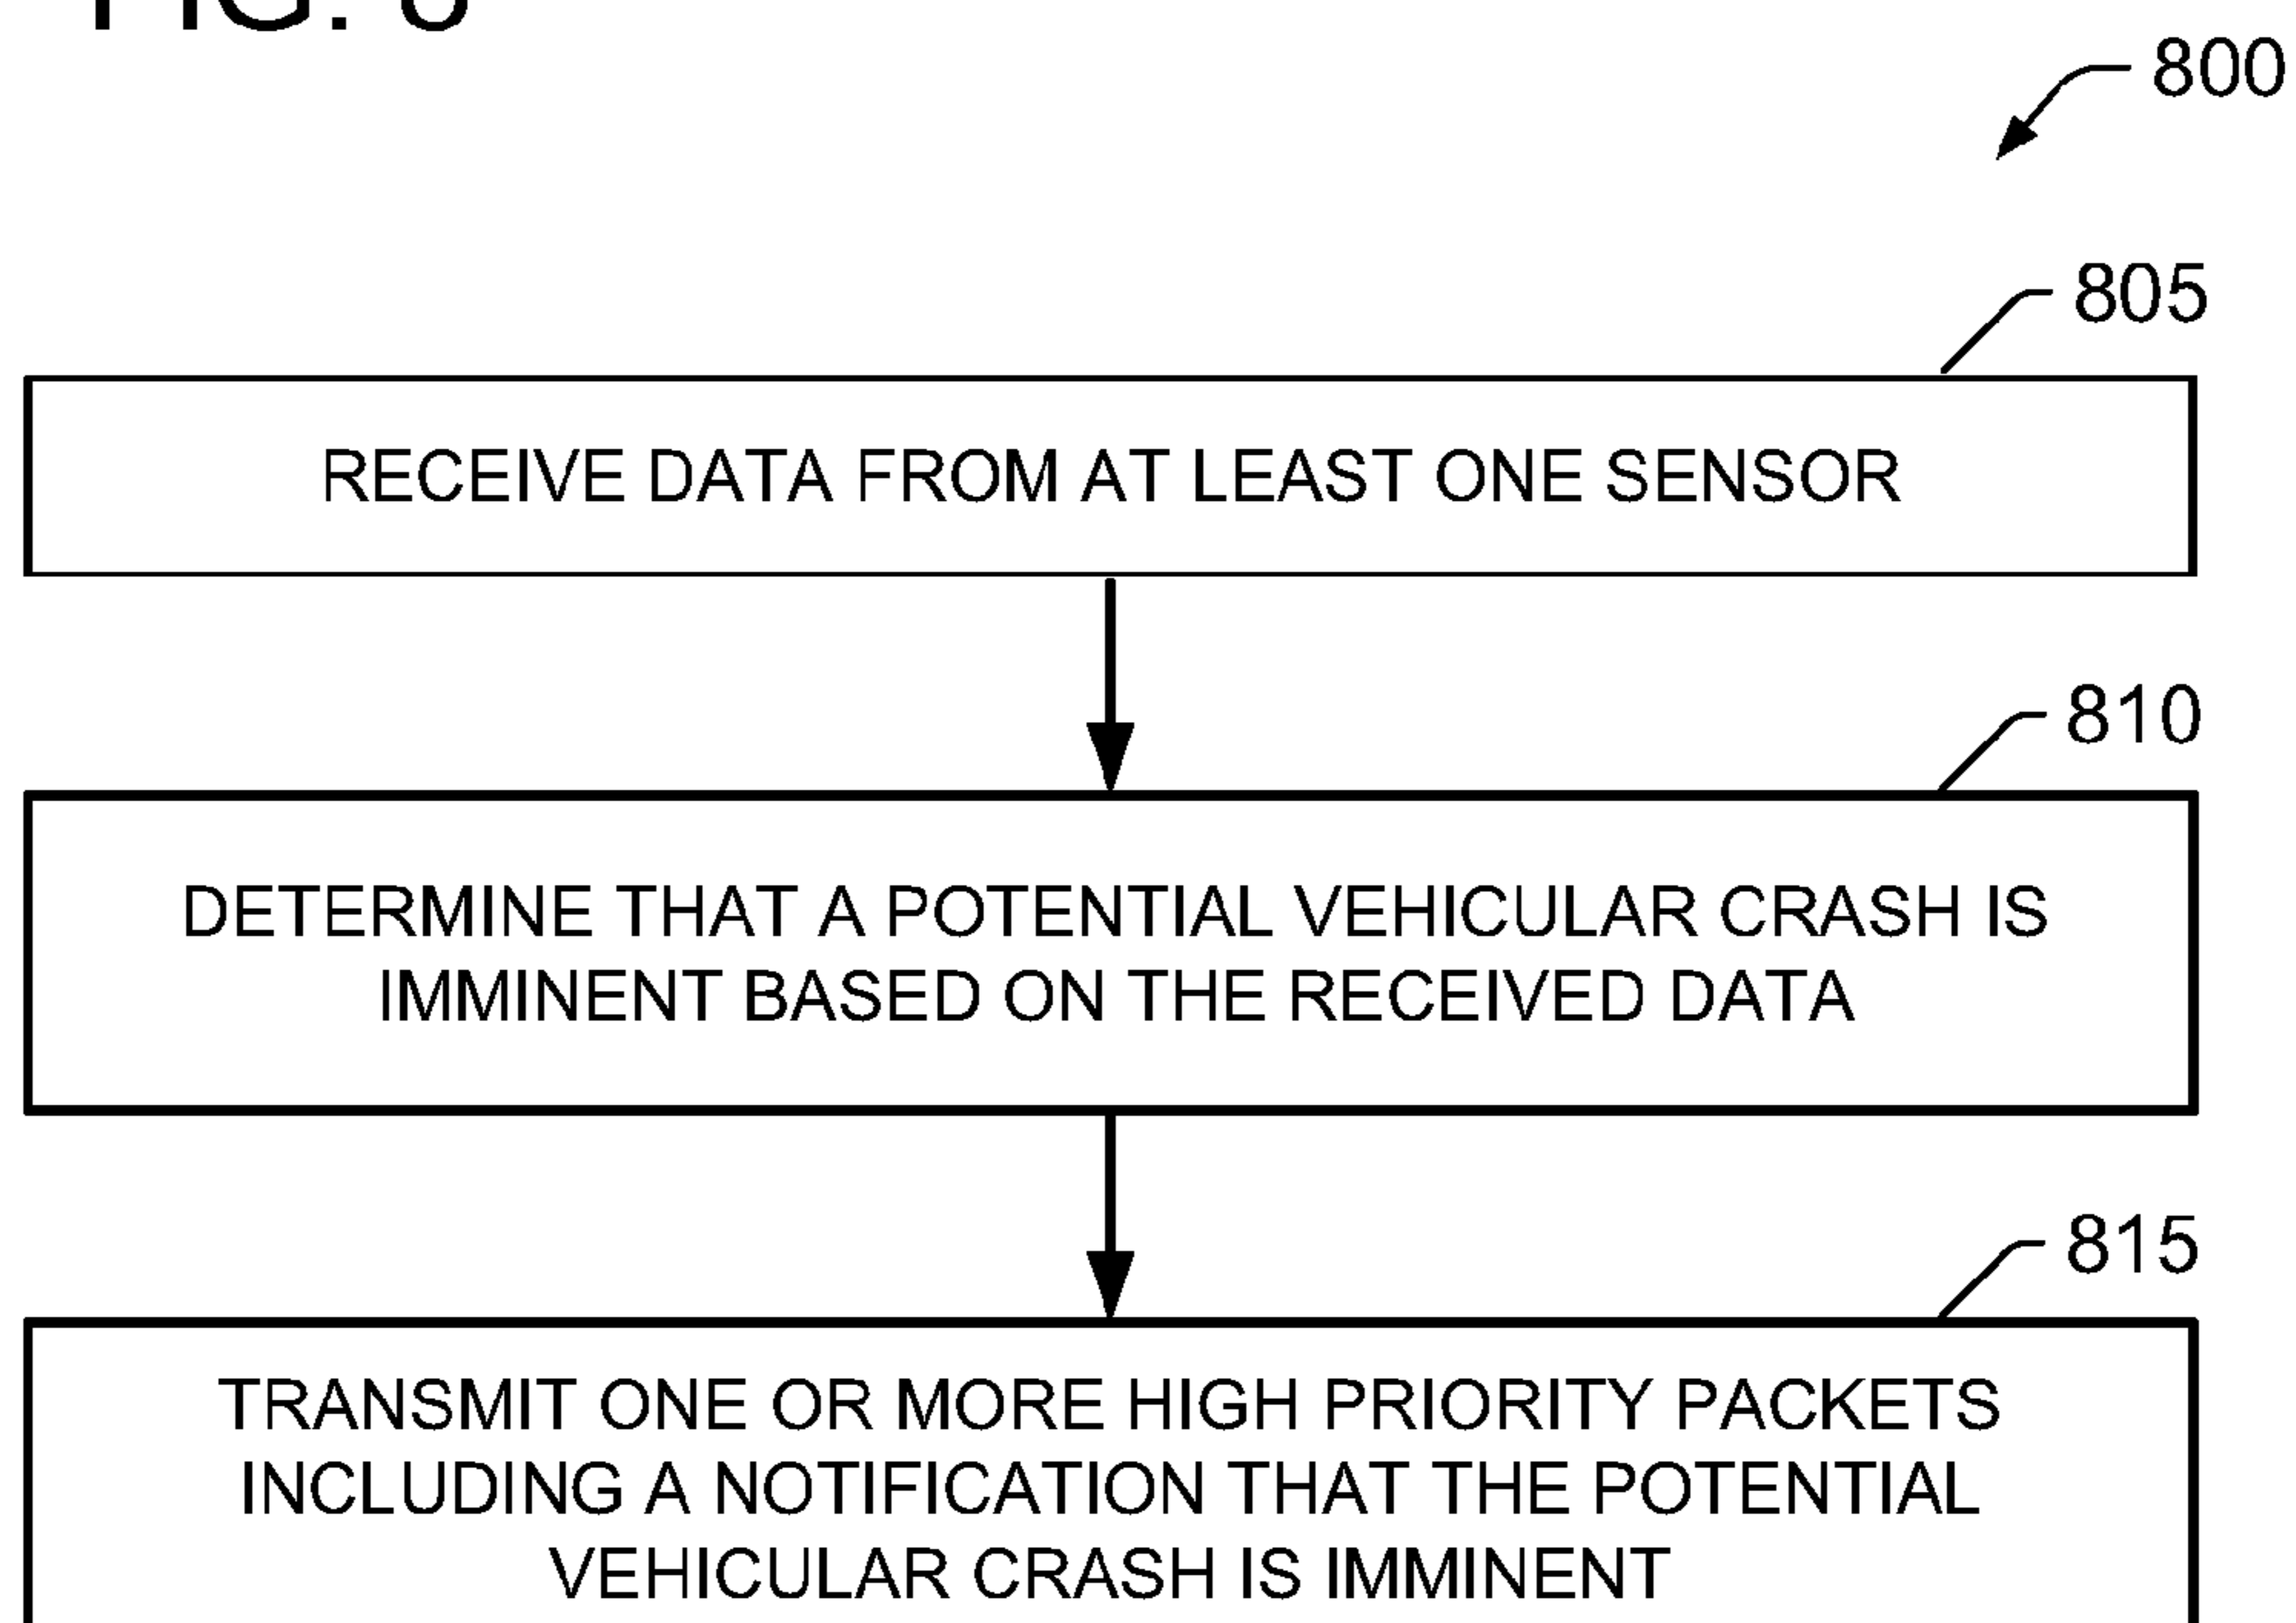 FIG.
800
805
RECEIVE DATA FROM AT LEAST ONE SENSOR
810
DETERMINE THAT A POTENTIAL VEHICULAR CRASH IS
IMMINENT BASED ON THE RECEIVED DATA
815
TRANSMIT ONE OR MORE HIGH PRIORITY PACKETS
INCLUDING A NOTIFICATION THAT THE POTENTIAL
VEHICULAR CRASH IS IMMINENT